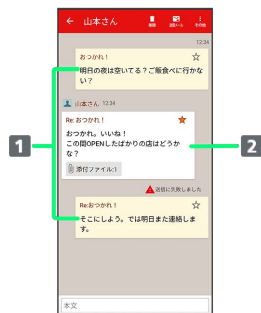 ← 山本さん
削除
その他
12:34
おつかれ！
明日の夜は空いてる？ご飯食べに行かな
い？
山本さん 12:34
Re: おつかれ！
おつかれ。いいね！
この間OPENしたばかりの店はどうか
な？
添付ファイル:1
送信に失敗しました
Re:おつかれ！
そこにしよう。では明日また連絡しま
す。
本文
1
2